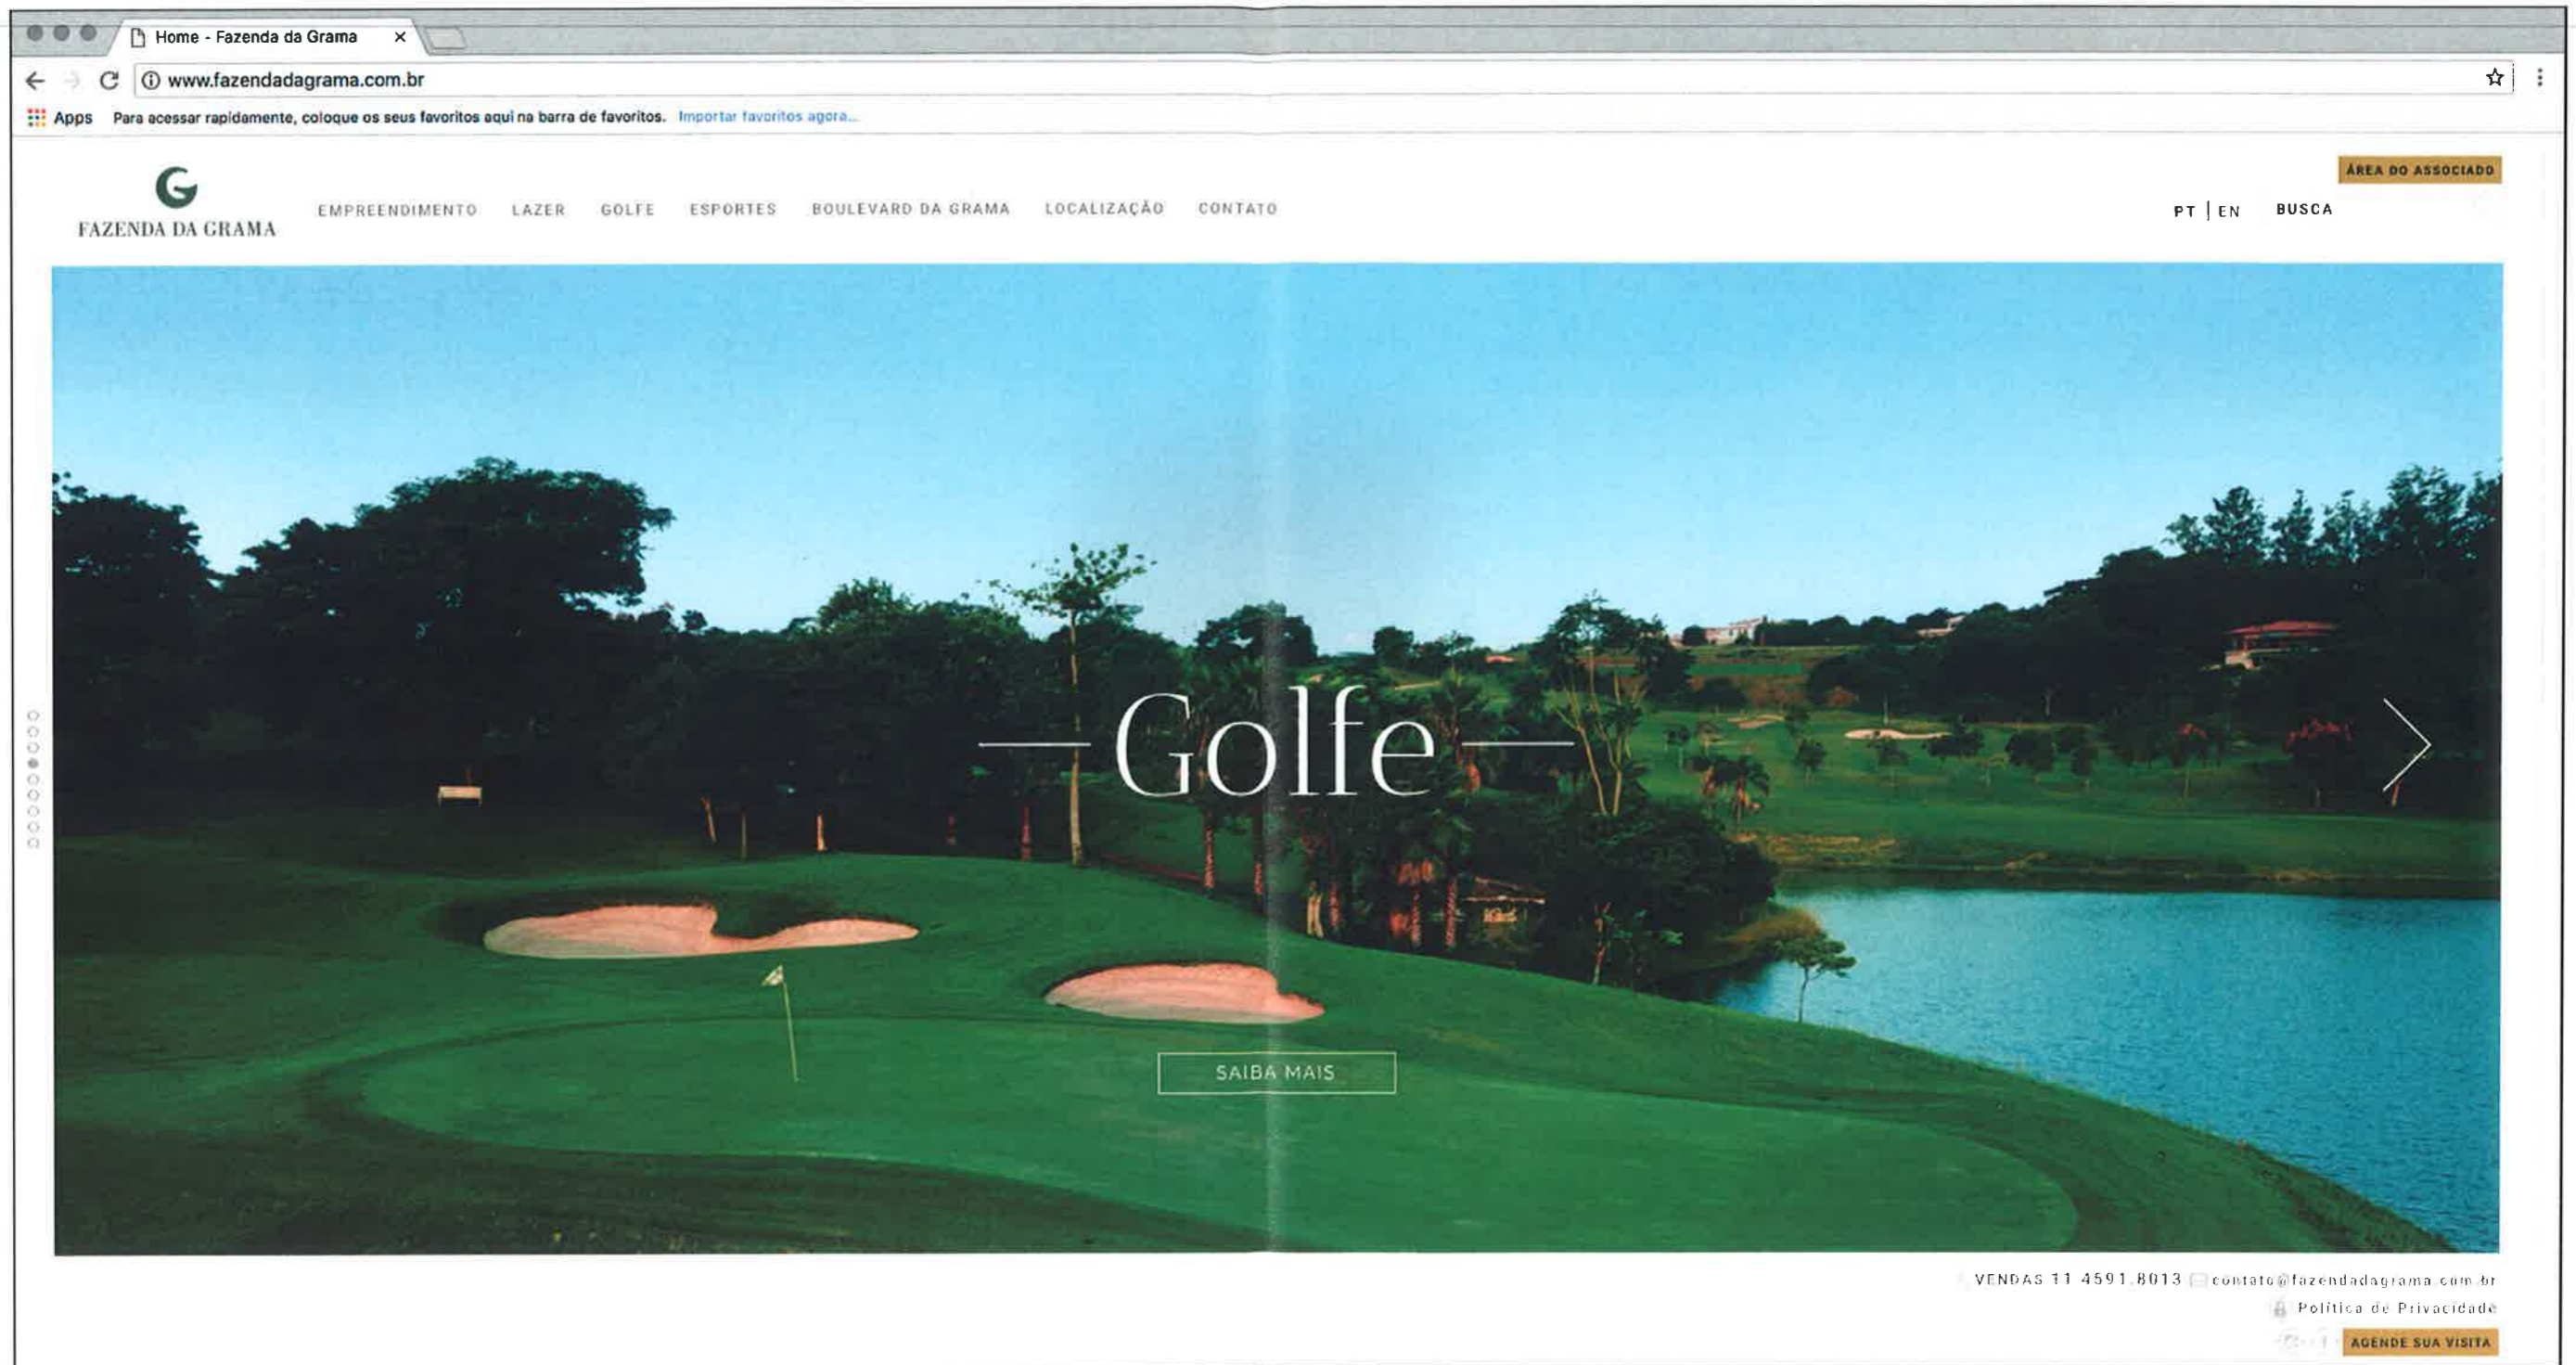 Home - Fazenda da Grama
www.fazendadagrama.com.br
Apps Para acessar rapidamente, coloque os seus favoritos aqui na barra de favoritos. Importar favoritos agora...
ÁREA DO ASSOCIADO
FAZENDA DA GRAMA
EMPREENDIMENTO LAZER GOLFE ESPORTES BOULEVARD DA GRAMA LOCALIZAÇÃO CONTATO
PT | EN BUSCA
Golfe
SAIBA MAIS
VENDAS 11 4591.8013 contato@fazendadagrama.com.br
Política de Privacidade
AGENDE SUA VISITA